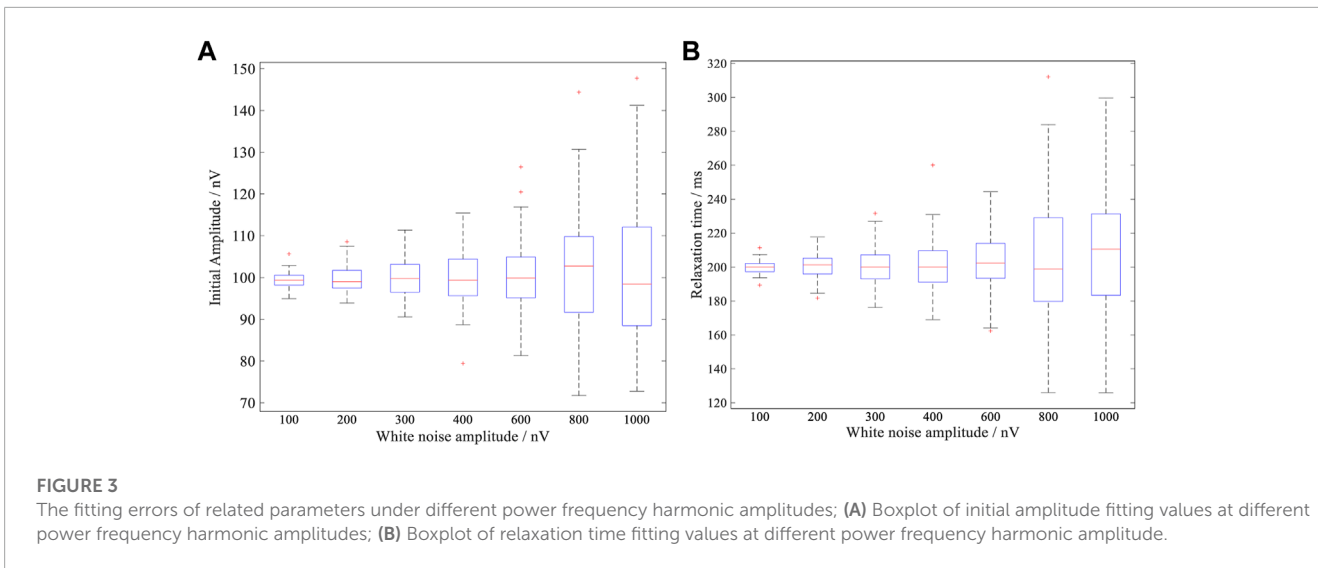 A
150
140
130
120
110
100
90
80
70
Initial Amplitude / nV
100 200 300 400 600 800 1000
White noise amplitude / nV
B
320
300
280
260
240
220
200
180
160
140
120
Relaxation time / ms
100 200 300 400 600 800 1000
White noise amplitude / nV
FIGURE 3
The fitting errors of related parameters under different power frequency harmonic amplitudes; (A) Boxplot of initial amplitude fitting values at different
power frequency harmonic amplitudes; (B) Boxplot of relaxation time fitting values at different power frequency harmonic amplitude.